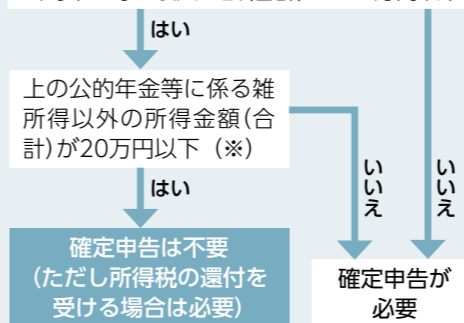 はい
上の公的年金等に係る雑
所得以外の所得金額(合
計)が20万円以下（※）
はい
いいえ
いいえ
確定申告は不要
（ただし所得税の還付を
受ける場合は必要）
確定申告が
必要